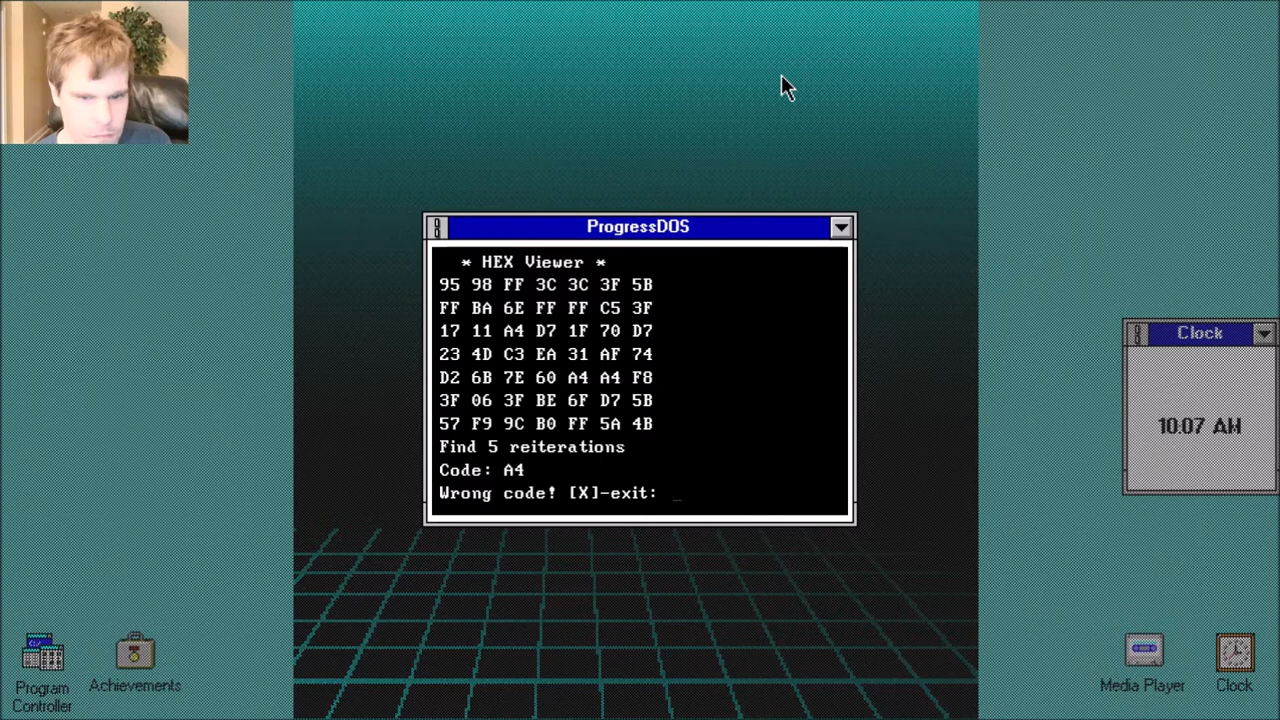 ProgressDOS
* HEX Viewer *
95 98 FF 3C 3C 3F 5B
FF BA 6E FF FF C5 3F
17 11 A4 D7 1F 70 D7
23 4D C3 EA 31 AF 74
D2 6B 7E 60 A4 A4 F8
3F 06 3F BE 6F D7 5B
57 F9 9C B0 FF 5A 4B
Find 5 reiterations
Code: A4
Wrong code! [X]-exit: _
Clock
10:07 AM
Program
Controller
Achievements
Media Player
Clock